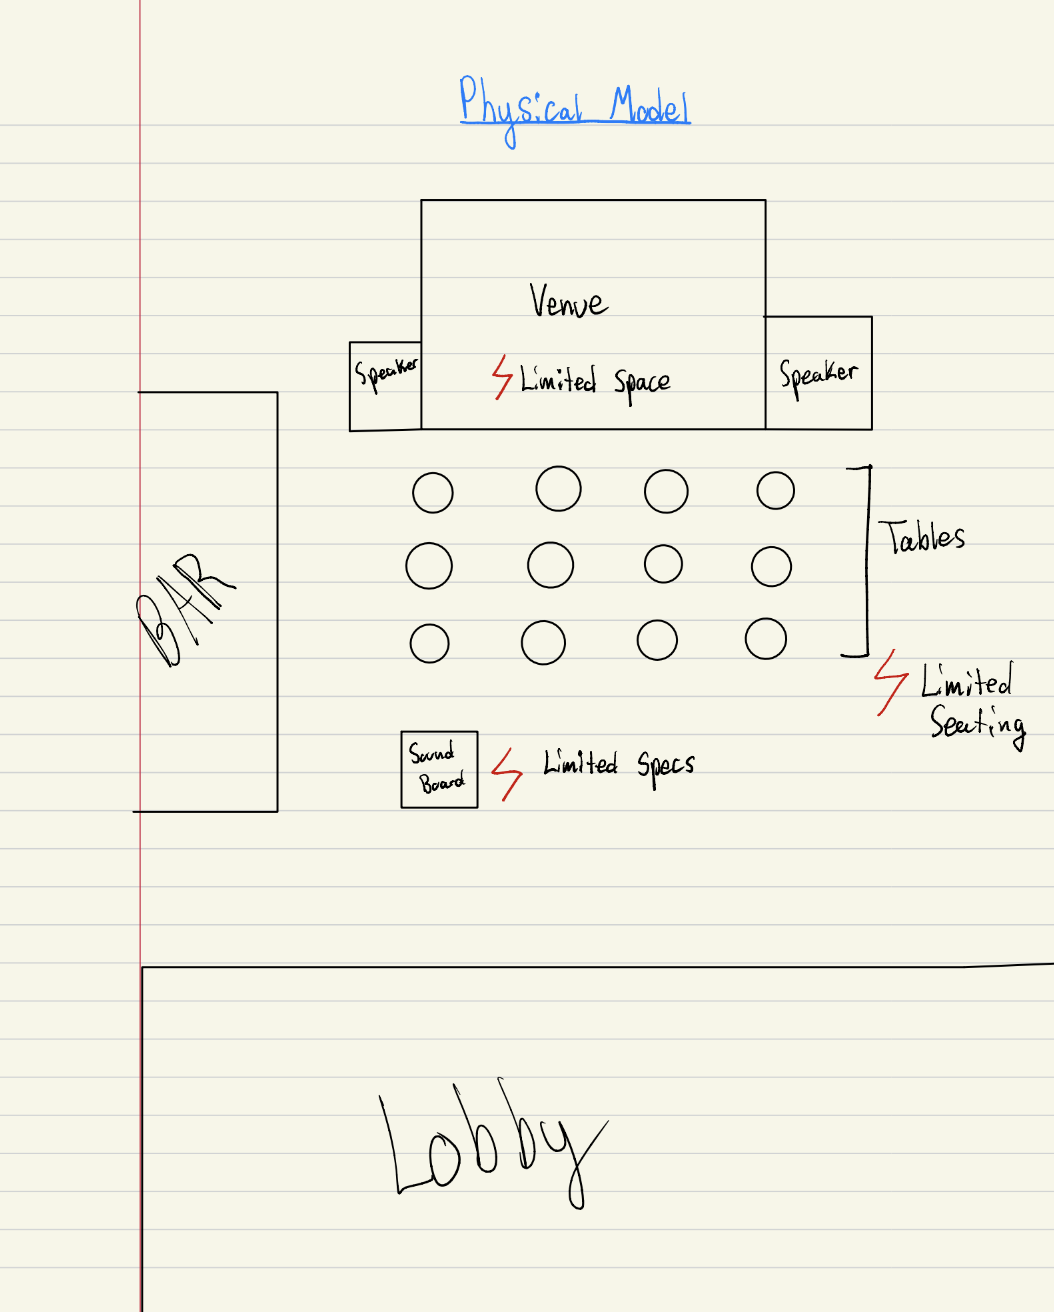 Physical Model
Venue
Speaker
Limited Space
Speaker
Tables
BAR
Limited
Seating
Sound
Board
Limited Specs
Lobby